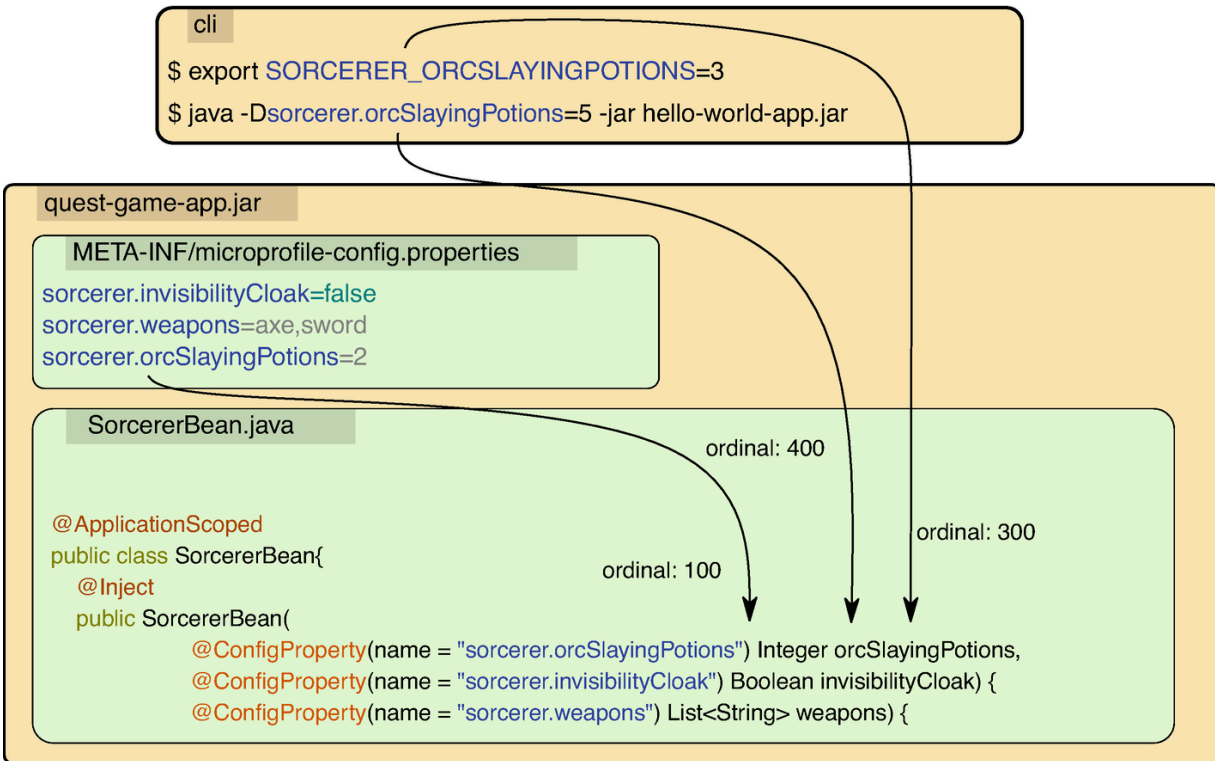 cli
$ export SORCERER_ORCSLAYINGPOTIONS=3
$ java -Dsorcerer.orcSlayingPotions=5 -jar hello-world-app.jar
quest-game-app.jar
META-INF/microprofile-config.properties
sorcerer.invisibilityCloak=false
sorcerer.weapons=axe,sword
sorcerer.orcSlayingPotions=2
SorcererBean.java
ordinal: 400
ordinal: 300
ordinal: 100
@ApplicationScoped
public class SorcererBean{
@Inject
public SorcererBean(
@ConfigProperty(name = "sorcerer.orcSlayingPotions") Integer orcSlayingPotions,
@ConfigProperty(name = "sorcerer.invisibilityCloak") Boolean invisibilityCloak) {
@ConfigProperty(name = "sorcerer.weapons") List<String> weapons) {